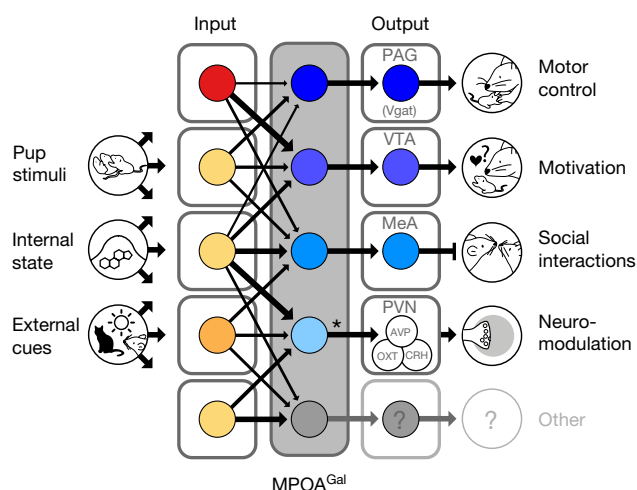 Input
Output
PAG
(Vgat)
Motor
control
Pup
stimuli
VTA
♥?
Motivation
Internal
state
MeA
Social
interactions
External
cues
*
PVN
AVP
OXT
CRH
Neuro-
modulation
?
?
Other
MPOA^Gal